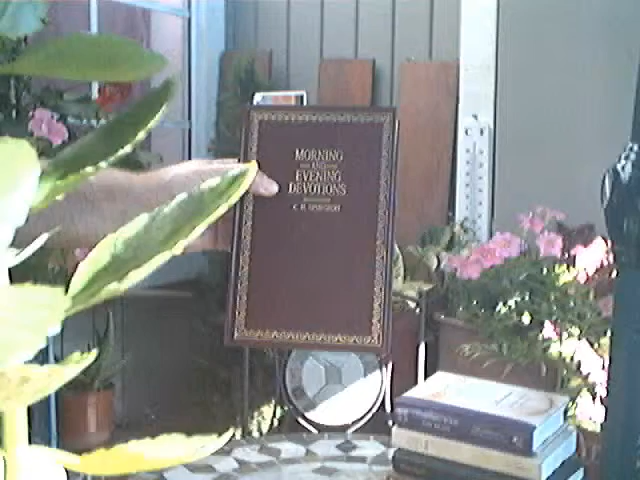 MORNING
AND
EVENING
DEVOTIONS
C. H. SPURGEON